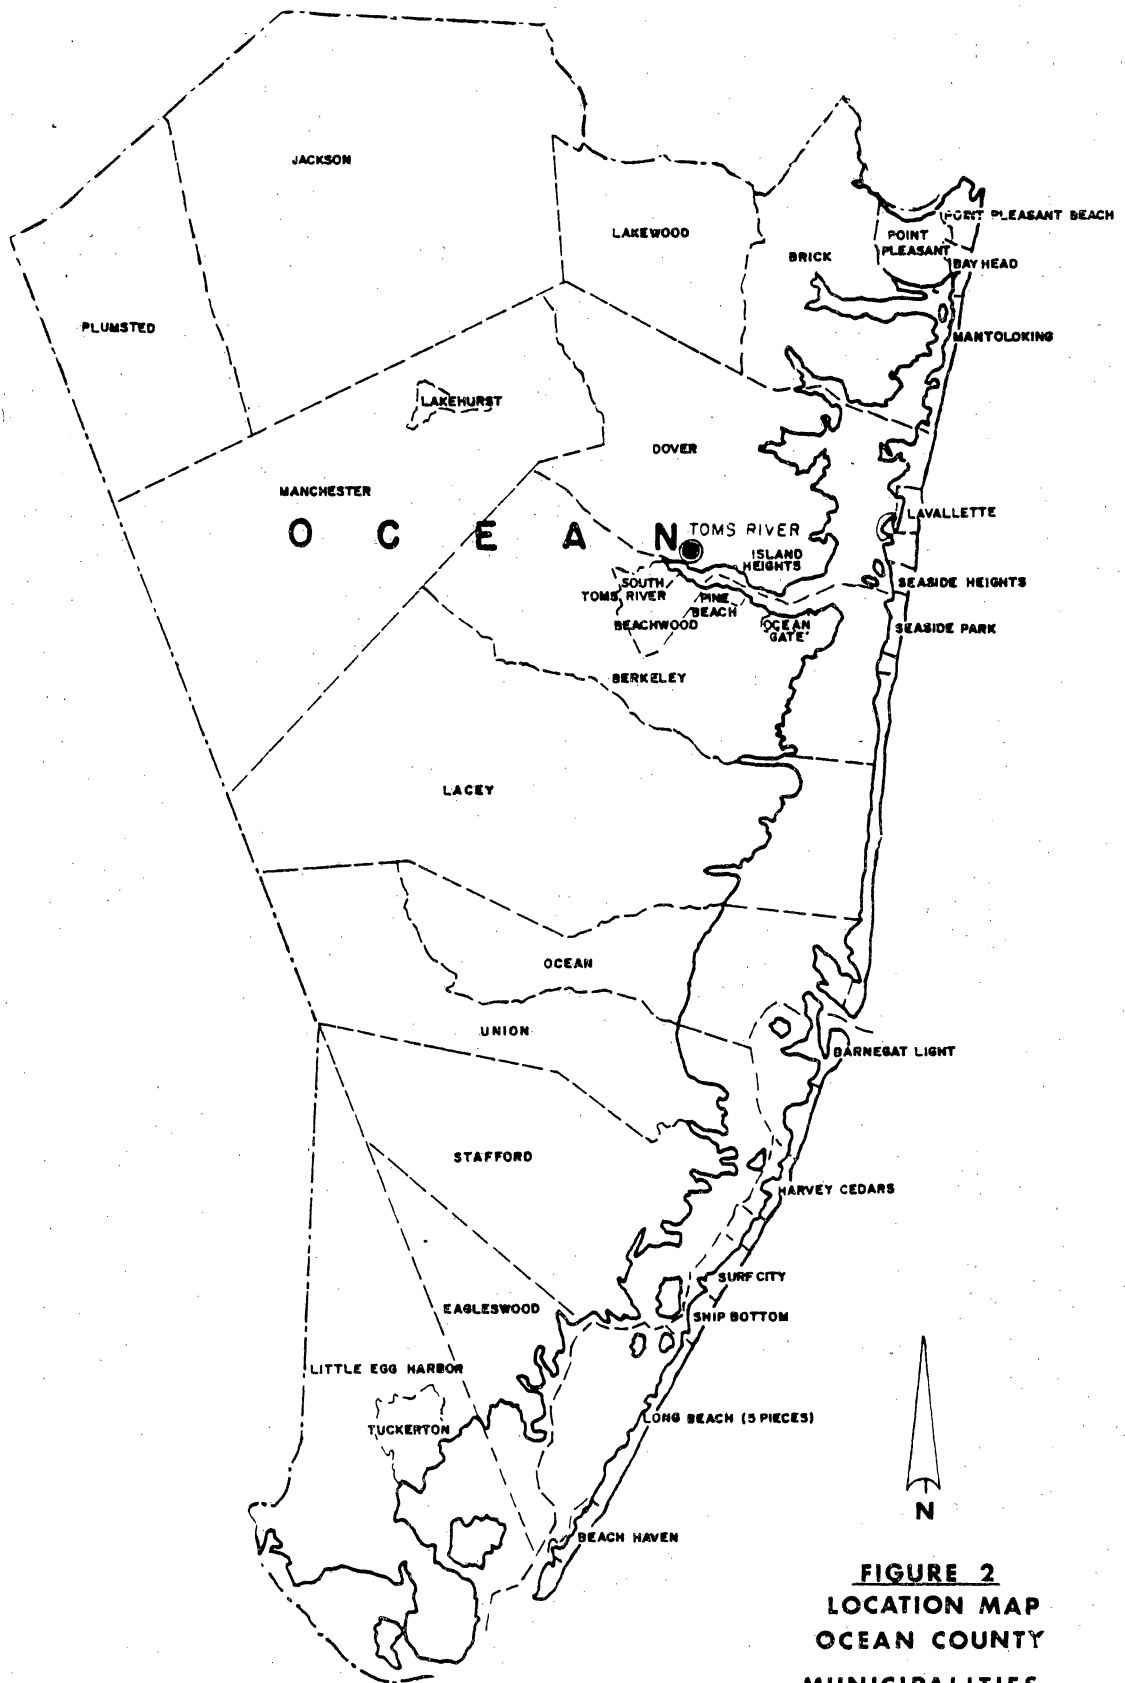 JACKSON
POINT PLEASANT BEACH
LAKEWOOD
POINT
PLEASANT
BRICK
BAY HEAD
PLUMSTED
MANTOLOKING
LAKEHURST
DOVER
MANCHESTER
LAVALLETTE
OCEAN
TOMS RIVER
ISLAND
HEIGHTS
SOUTH
TOMS RIVER
SEASIDE HEIGHTS
PINE
BEACH
BEACHWOOD
OCEAN
GATE
SEASIDE PARK
BERKELEY
LACEY
OCEAN
UNION
BARNEGAT LIGHT
STAFFORD
HARVEY CEDARS
SURF CITY
EAGLESWOOD
SHIP BOTTOM
LITTLE EGG HARBOR
LONG BEACH (5 PIECES)
TUCKERTON
N
BEACH HAVEN
FIGURE 2
LOCATION MAP
OCEAN COUNTY
MUNICIPALITIES